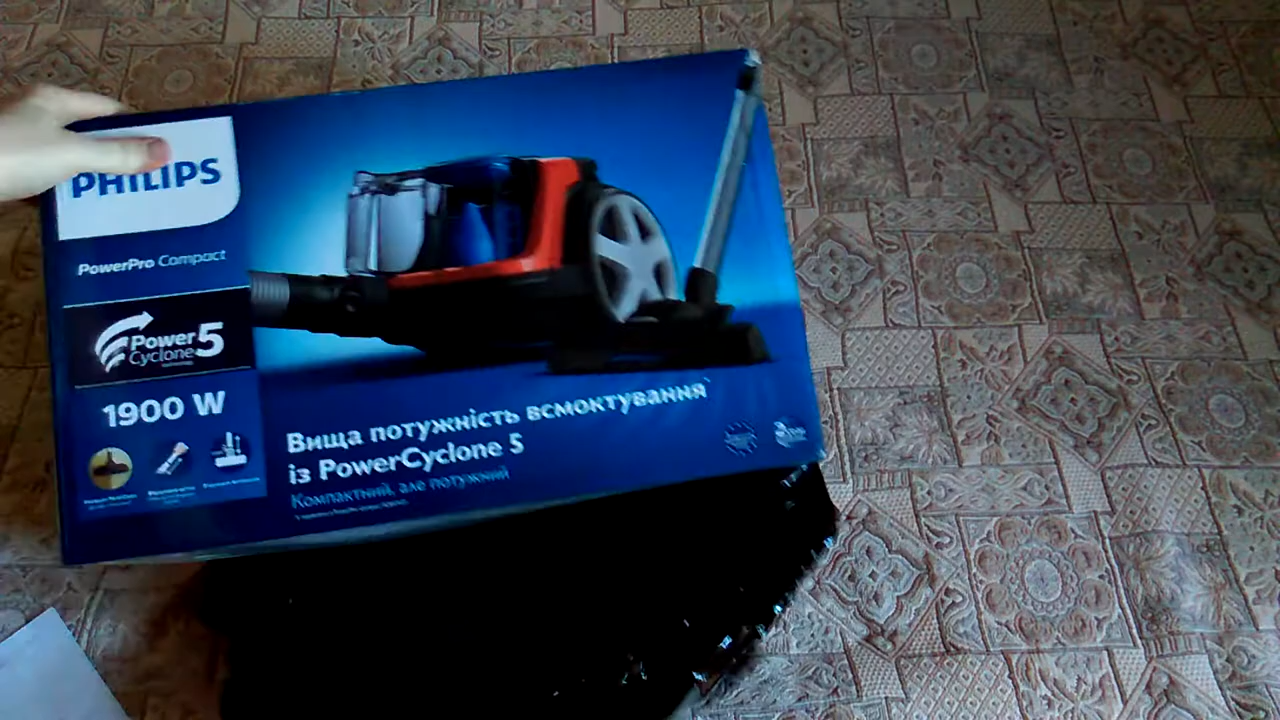 PHILIPS
PowerPro Compact
Power
Cyclone 5
1900 W
Вища потужність всмоктування
із PowerCyclone 5
Компактний, але потужний